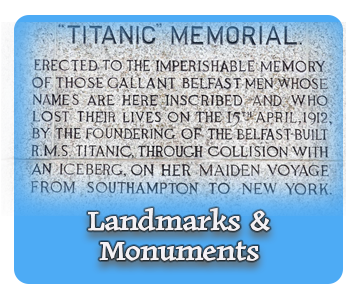 "TITANIC" MEMORIAL.
ERECTED TO THE IMPERISHABLE MEMORY
OF THOSE GALLANT BELFASTMEN WHOSE
NAMES ARE HERE INSCRIBED AND WHO
LOST THEIR LIVES ON THE 15TH APRIL, 1912,
BY THE FOUNDERING OF THE BELFAST-BUILT
R.M.S. TITANIC, THROUGH COLLISION WITH
AN ICEBERG, ON HER MAIDEN VOYAGE
FROM SOUTHAMPTON TO NEW YORK.
Landmarks &
Monuments